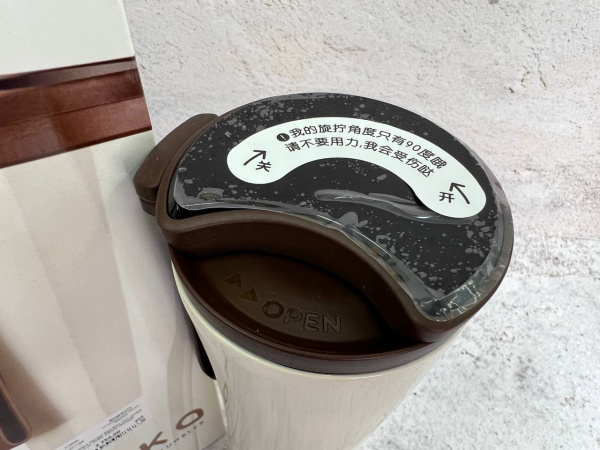 ❶我的旋拧角度只有90度哦
请不要用力,我会受伤哒
关
开
OPEN
KO